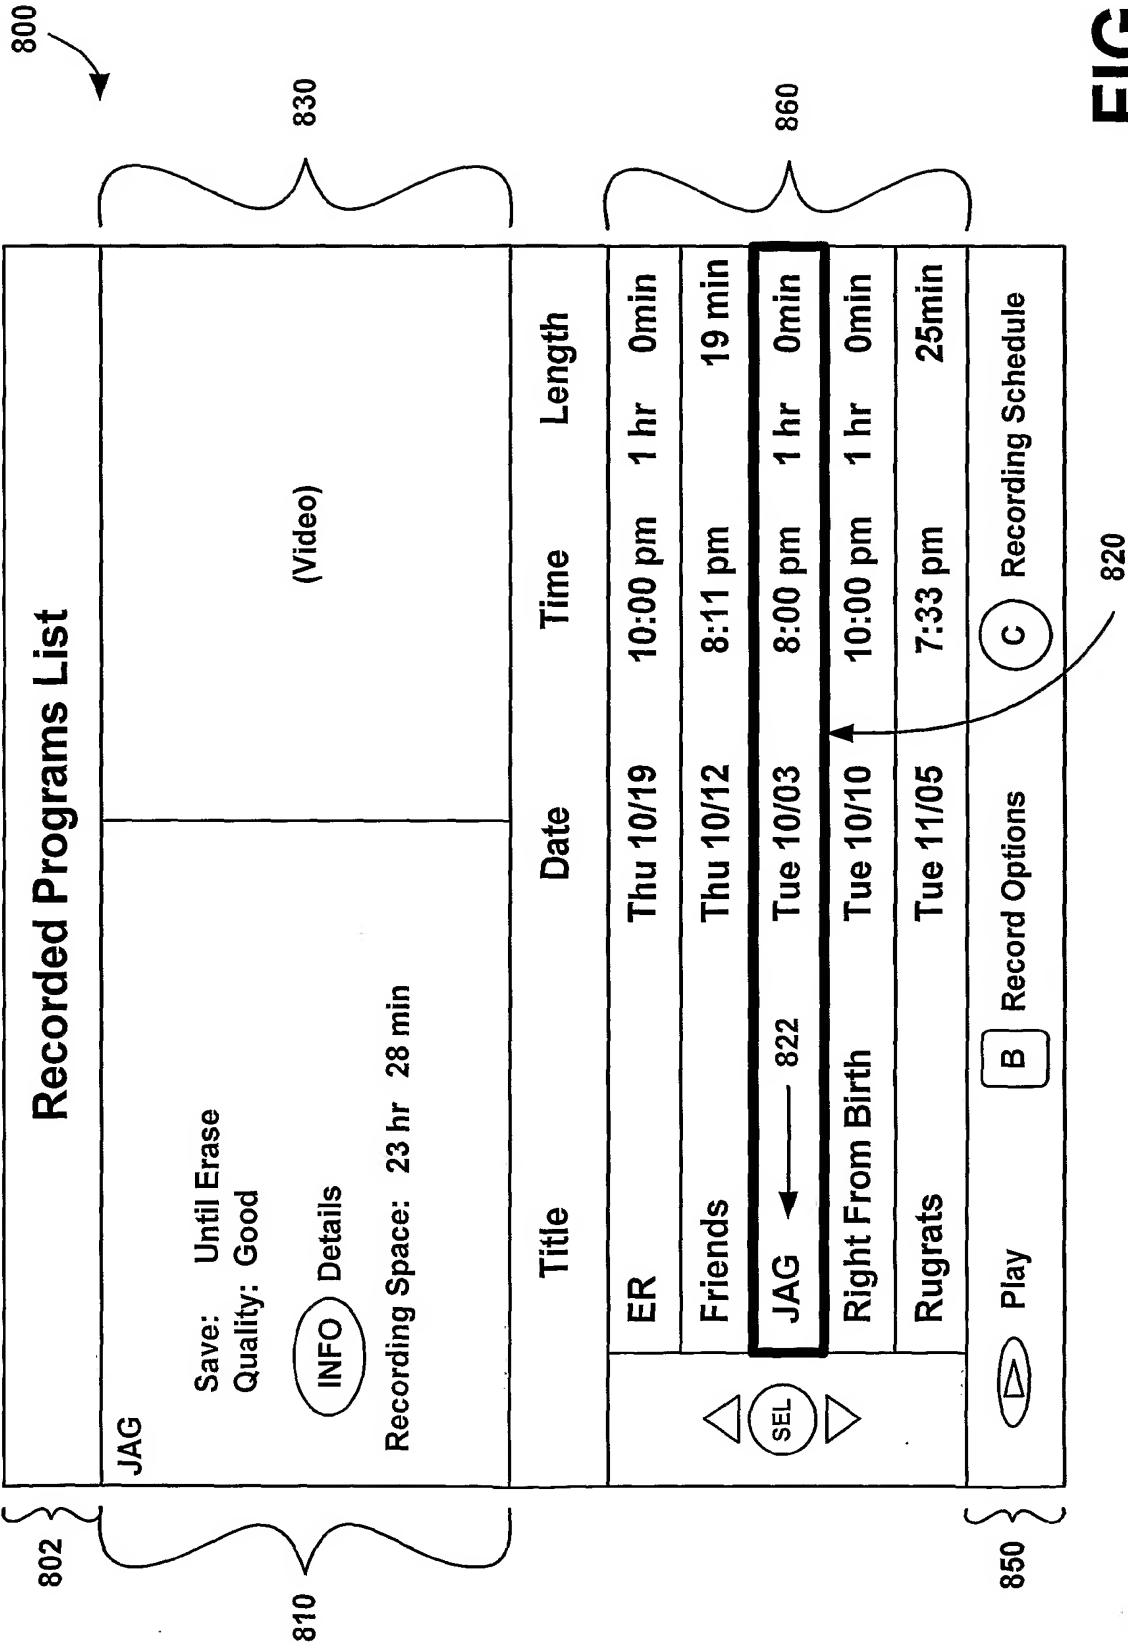 800
802
Recorded Programs List
810
JAG
Save: Until Erase
Quality: Good
INFO Details
Recording Space: 23 hr 28 min
(Video)
830
Title Date Time Length
ER Thu 10/19 10:00 pm 1 hr 0min
Friends Thu 10/12 8:11 pm 19 min
SEL
JAG 822 Tue 10/03 8:00 pm 1 hr 0min
Right From Birth Tue 10/10 10:00 pm 1 hr 0min
Rugrats Tue 11/05 7:33 pm 25min
860
850
Play B Record Options C Recording Schedule
820
FIG